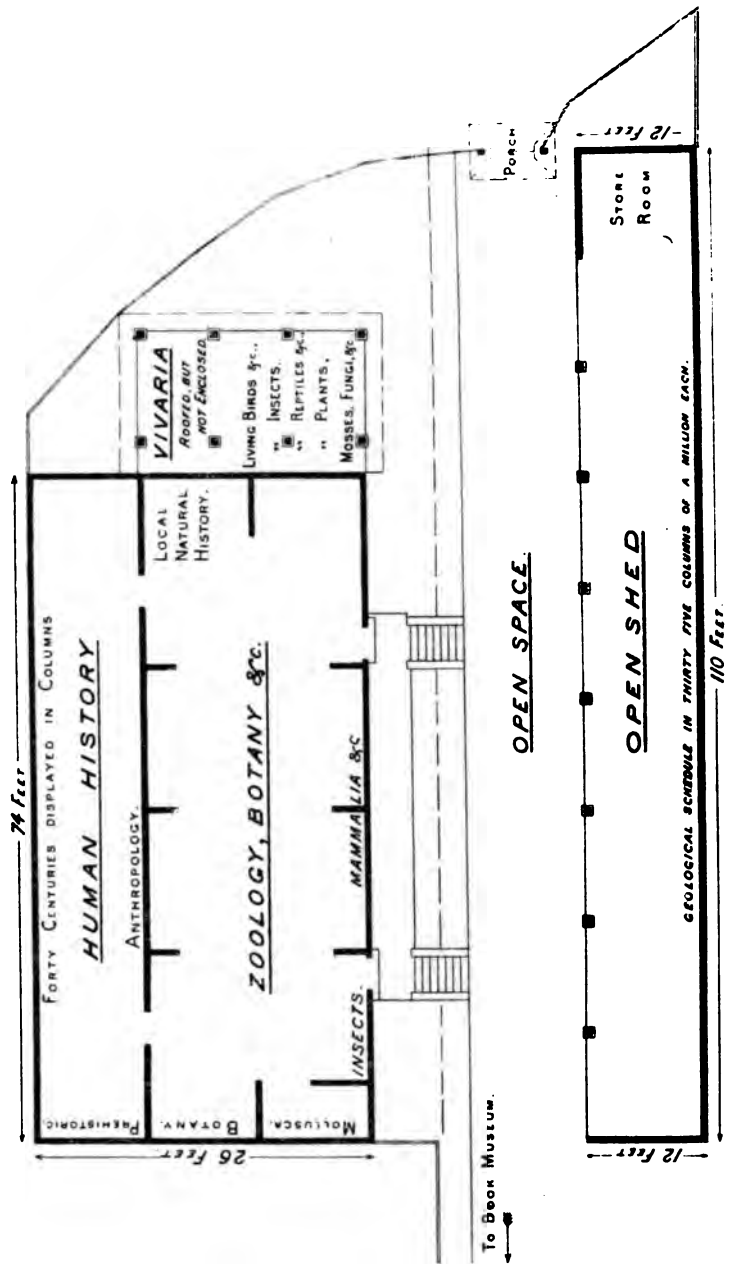 74 FEET
FORTY CENTURIES DISPLAYED IN COLUMNS
HUMAN HISTORY
ANTHROPOLOGY.
PREHISTORIC.
BOTANY.
MOLLUSCA.
26 FEET
LOCAL
NATURAL
HISTORY.
ZOOLOGY, BOTANY &c.
MAMMALIA &c
INSECTS.
VIVARIA
ROOFED, BUT
NOT ENCLOSED.
LIVING BIRDS &c.,
„ INSECTS.
„ REPTILES &c.,
„ PLANTS,
MOSSES, FUNGI, &c
PORCH
OPEN SPACE.
TO BOOK MUSEUM.
12 FEET
STORE
ROOM
OPEN SHED
GEOLOGICAL SCHEDULE IN THIRTY FIVE COLUMNS OF A MILLION EACH.
12 FEET
110 FEET.